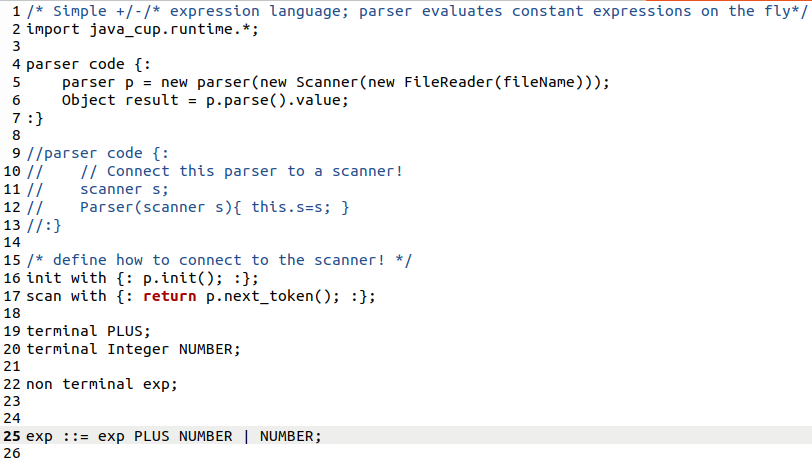 1 /* Simple +/-/* expression language; parser evaluates constant expressions on the fly*/
2 import java_cup.runtime.*;
3
4 parser code {:
5     parser p = new parser(new Scanner(new FileReader(fileName)));
6     Object result = p.parse().value;
7 :}
8
9 //parser code {:
10 //    // Connect this parser to a scanner!
11 //    scanner s;
12 //    Parser(scanner s){ this.s=s; }
13 //:}
14
15 /* define how to connect to the scanner! */
16 init with {: p.init(); :};
17 scan with {: return p.next_token(); :};
18
19 terminal PLUS;
20 terminal Integer NUMBER;
21
22 non terminal exp;
23
24
25 exp ::= exp PLUS NUMBER | NUMBER;
26